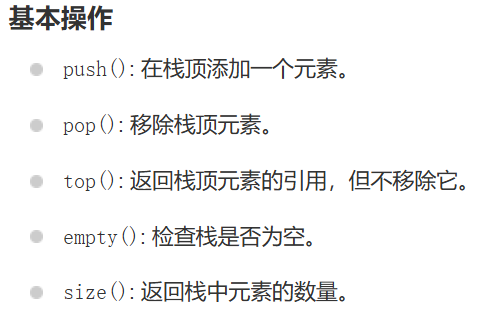 基本操作
push(): 在栈顶添加一个元素。
pop(): 移除栈顶元素。
top(): 返回栈顶元素的引用，但不移除它。
empty(): 检查栈是否为空。
size(): 返回栈中元素的数量。